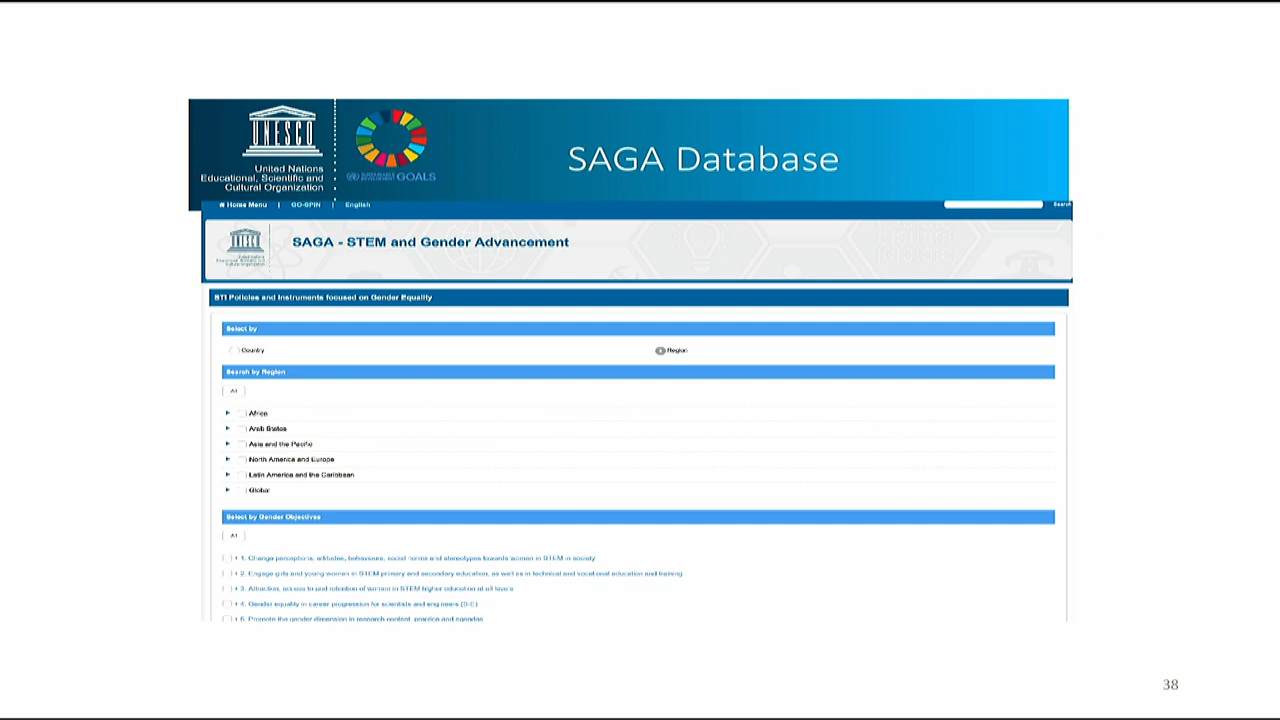 UNESCO
United Nations
Educational, Scientific and
Cultural Organization
SUSTAINABLE
DEVELOPMENT GOALS
SAGA Database
Home Menu | GO-SPIN | English
Search
SAGA - STEM and Gender Advancement
STI Policies and Instruments focused on Gender Equality
Select by
Country
Region
Search by Region
All
Africa
Arab States
Asia and the Pacific
North America and Europe
Latin America and the Caribbean
Global
Select by Gender Objectives
All
+ 1. Change perceptions, attitudes, behaviours, social norms and stereotypes towards women in STEM in society
+ 2. Engage girls and young women in STEM primary and secondary education, as well as in technical and vocational education and training
+ 3. Attraction, access to and retention of women in STEM higher education at all levels
+ 4. Gender equality in career progression for scientists and engineers (S-E)
+ 5. Promote the gender dimension in research content, practice and agendas
38